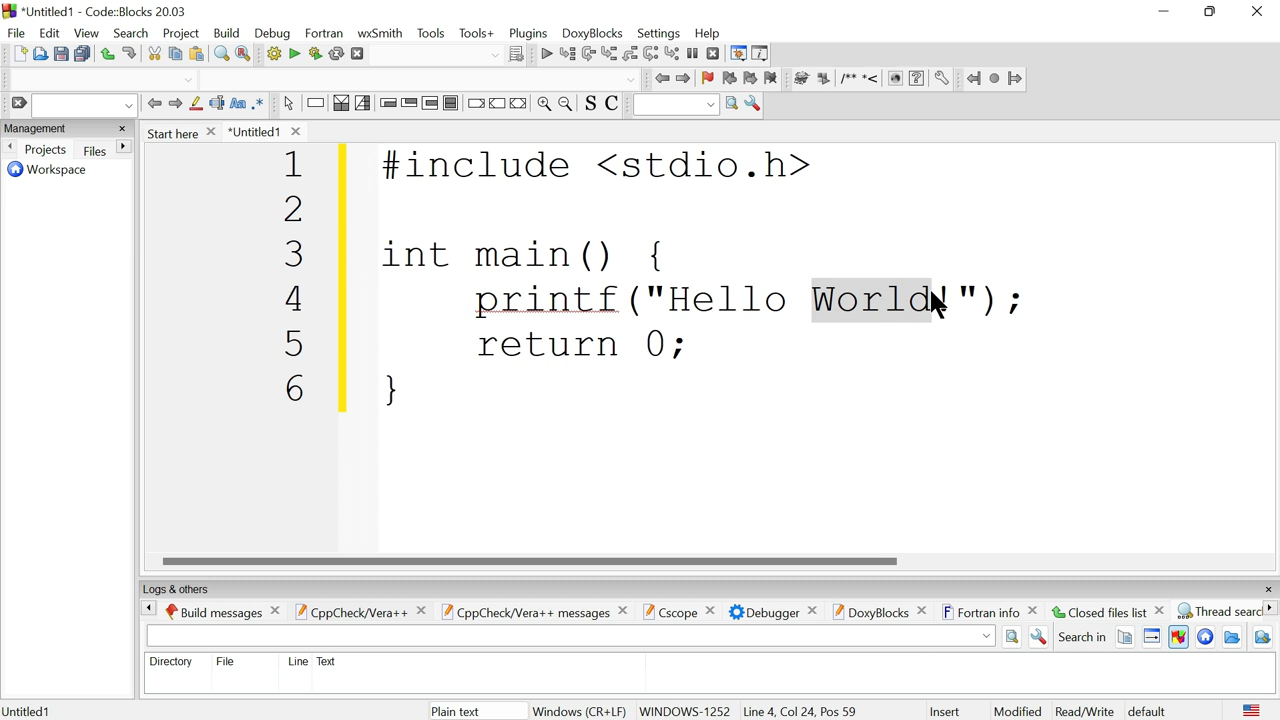 *Untitled1 - Code::Blocks 20.03
File Edit View Search Project Build Debug Fortran wxSmith Tools Tools+ Plugins DoxyBlocks Settings Help
/** *<
Aa .* S C
Management
Start here *Untitled1
Projects Files
Workspace
1 #include <stdio.h>
2
3 int main() {
4 printf("Hello World!");
5 return 0;
6 }
Logs & others
Build messages CppCheck/Vera++ CppCheck/Vera++ messages Cscope Debugger DoxyBlocks Fortran info Closed files list Thread searc
Search in
Directory File Line Text
Untitled1 Plain text Windows (CR+LF) WINDOWS-1252 Line 4, Col 24, Pos 59 Insert Modified Read/Write default